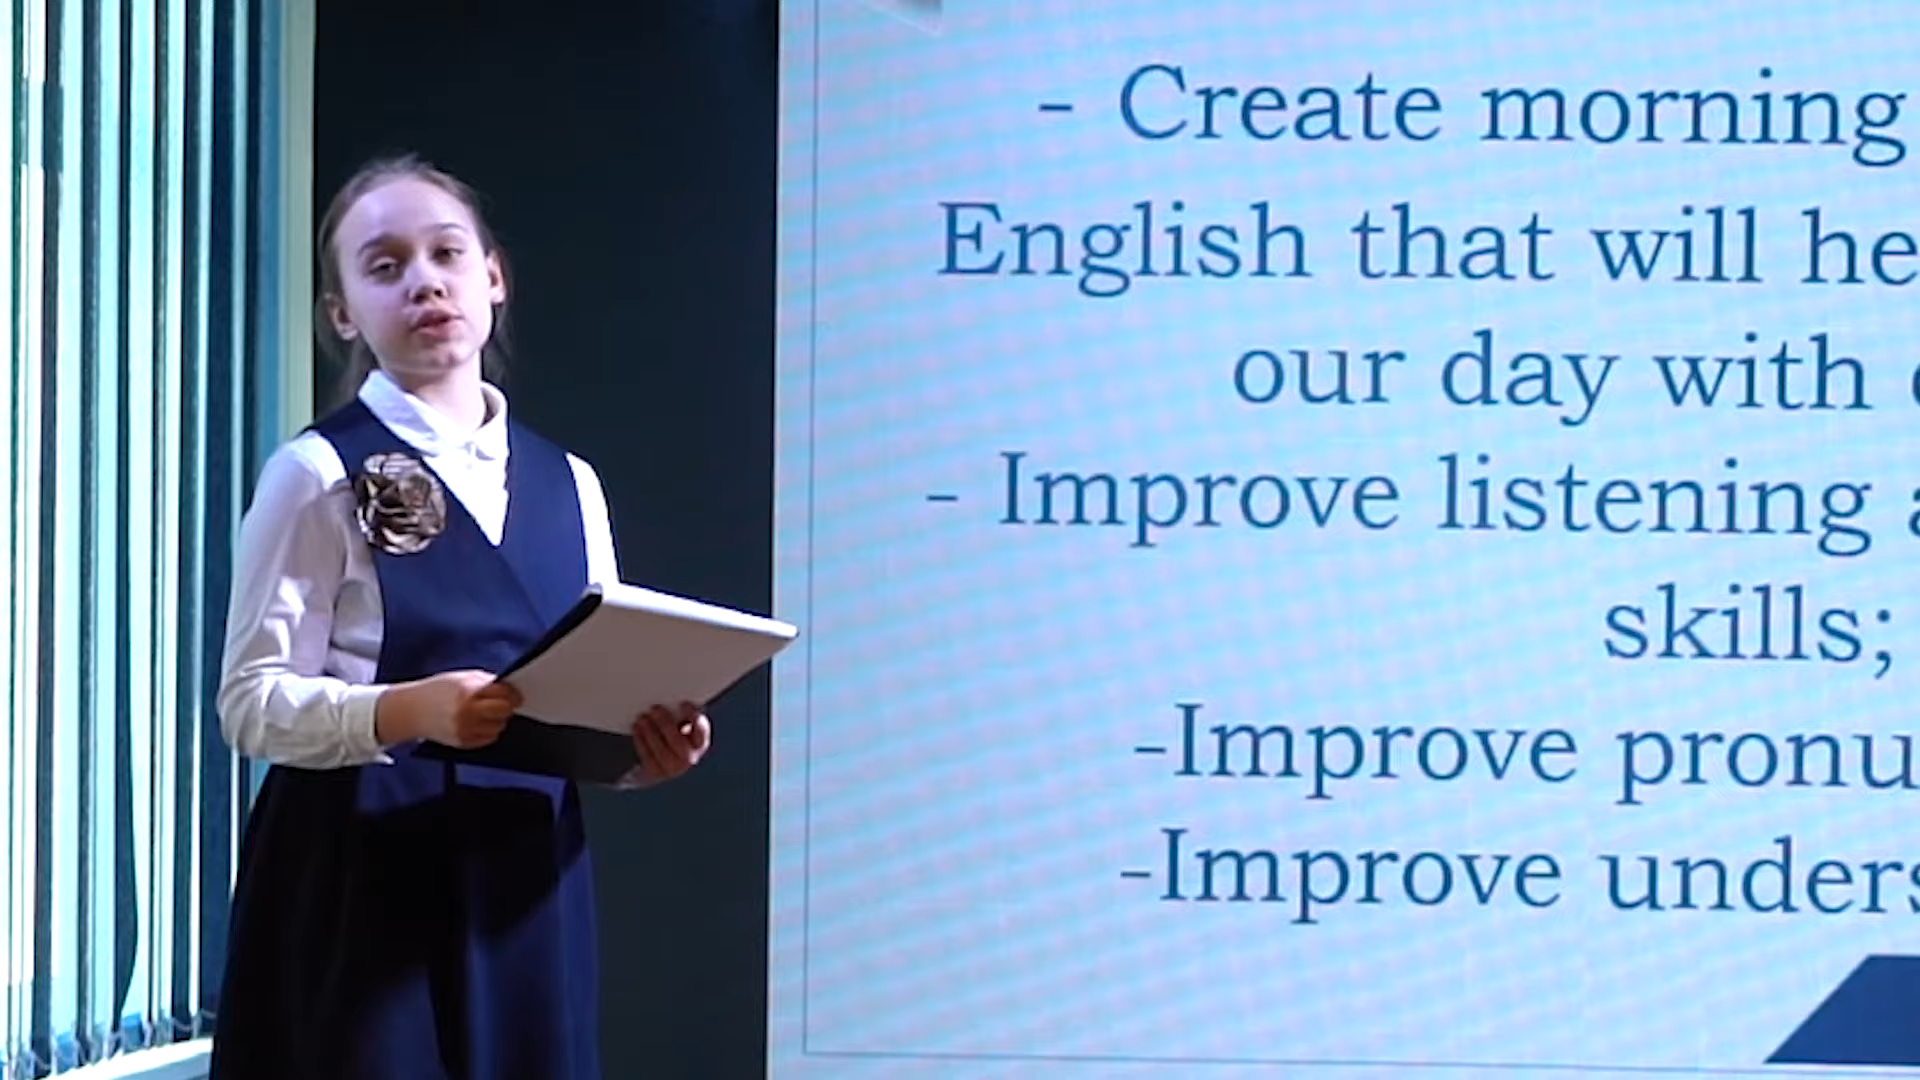 - Create morning
English that will he
our day with
- Improve listening
skills;
-Improve pronu
-Improve unders